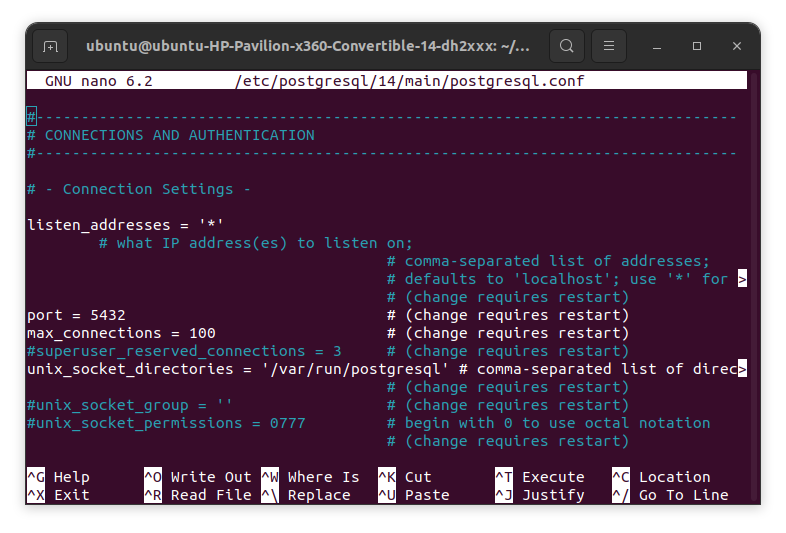 ubuntu@ubuntu-HP-Pavilion-x360-Convertible-14-dh2xxx: ~/...
GNU nano 6.2 /etc/postgresql/14/main/postgresql.conf
#------------------------------------------------------------------------------
# CONNECTIONS AND AUTHENTICATION
#------------------------------------------------------------------------------
# - Connection Settings -
listen_addresses = '*'
# what IP address(es) to listen on;
# comma-separated list of addresses;
# defaults to 'localhost'; use '*' for >
# (change requires restart)
port = 5432 # (change requires restart)
max_connections = 100 # (change requires restart)
#superuser_reserved_connections = 3 # (change requires restart)
unix_socket_directories = '/var/run/postgresql' # comma-separated list of direc>
# (change requires restart)
#unix_socket_group = '' # (change requires restart)
#unix_socket_permissions = 0777 # begin with 0 to use octal notation
# (change requires restart)
^G Help ^O Write Out ^W Where Is ^K Cut ^T Execute ^C Location
^X Exit ^R Read File ^\ Replace ^U Paste ^J Justify ^/ Go To Line